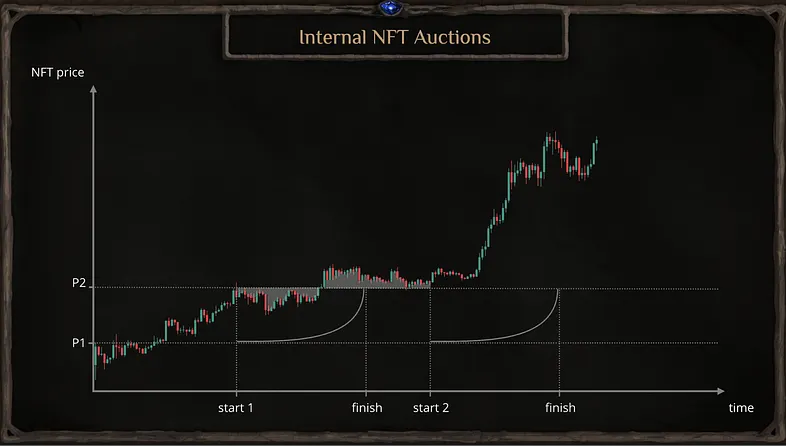 Internal NFT Auctions
NFT price
P2
P1
start 1
finish
start 2
finish
time